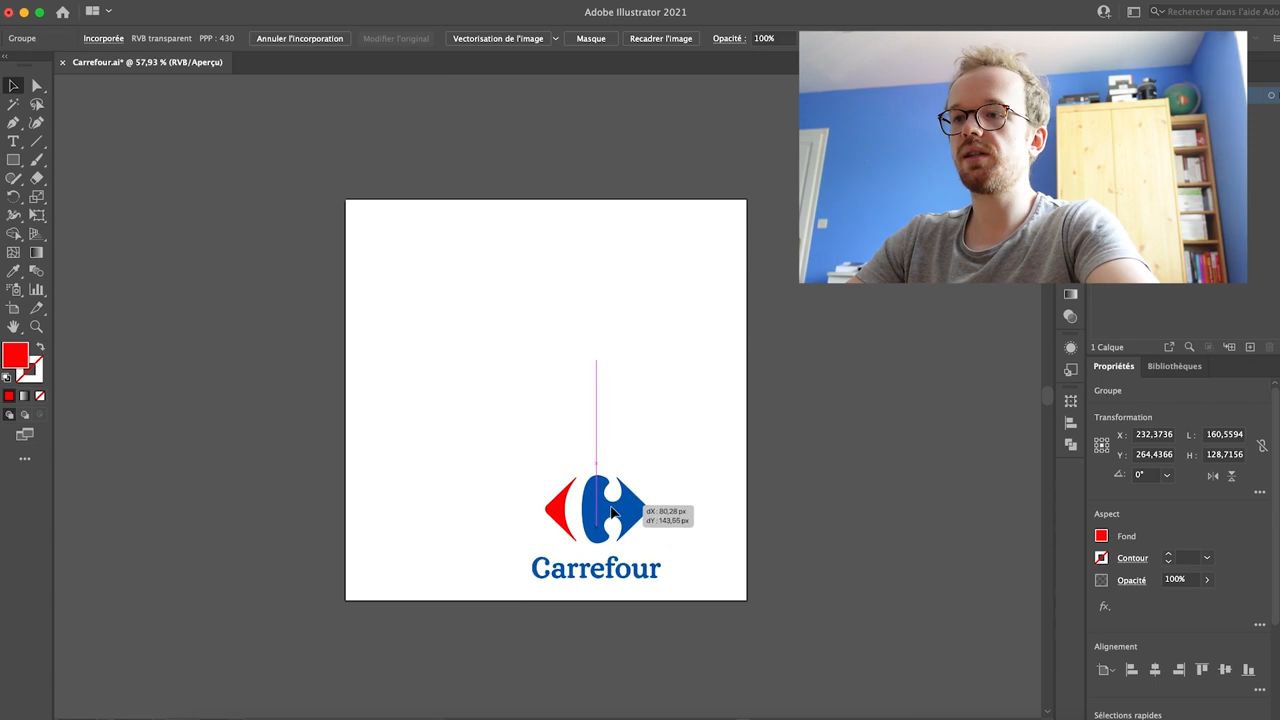 Adobe Illustrator 2021
Rechercher dans l'aide Ado
Groupe
Incorporée
RVB transparent
PPP : 430
Annuler l'incorporation
Modifier l'original
Vectorisation de l'image
Masque
Recadrer l'image
Opacité :
100%
× Carrefour.ai* @ 57,93 % (RVB/Aperçu)
dX : 80,28 px
dY : 143,55 px
Carrefour
1 Calque
Propriétés
Bibliothèques
Groupe
Transformation
X : 232,3736
L : 160,5594
Y : 264,4366
H : 128,7156
0°
Aspect
Fond
Contour
Opacité
100%
fx.
Alignement
Sélections rapides